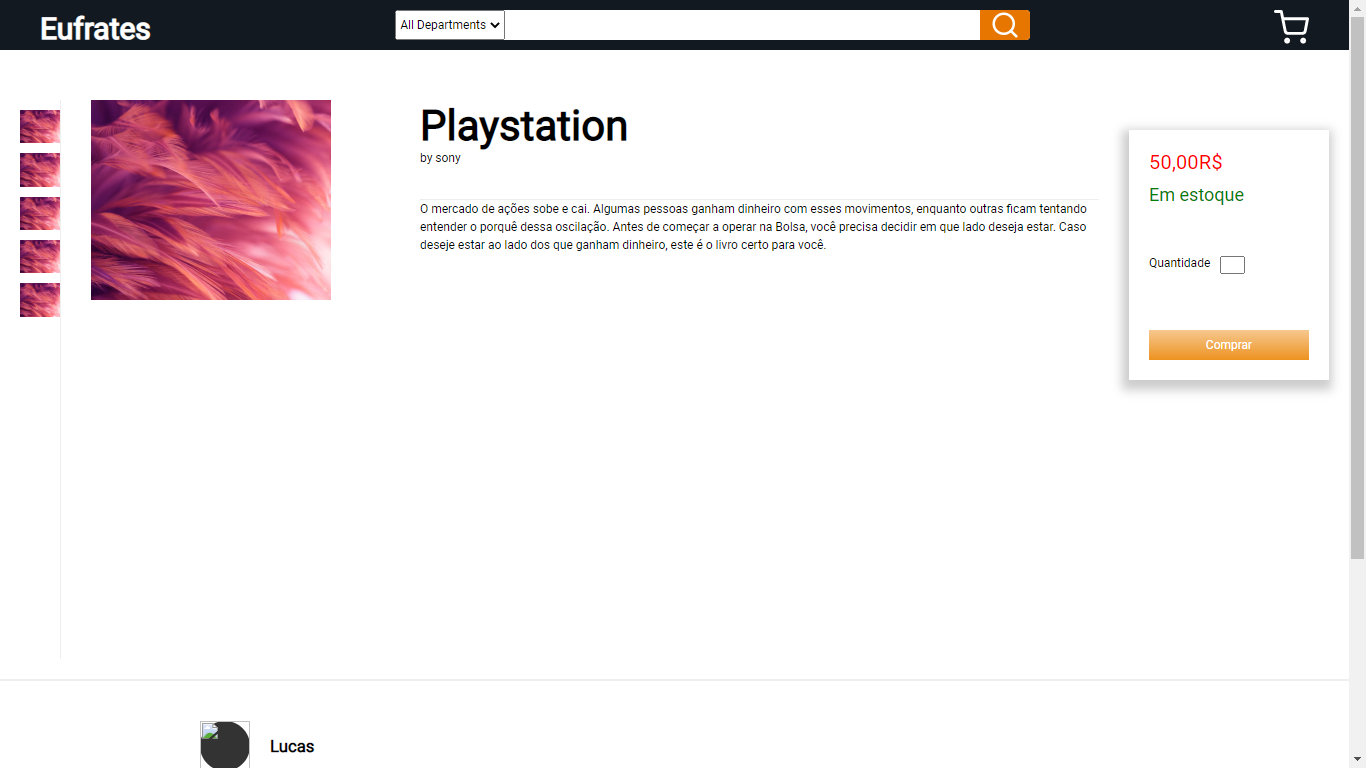 Eufrates
All Departments
Playstation
by sony
O mercado de ações sobe e cai. Algumas pessoas ganham dinheiro com esses movimentos, enquanto outras ficam tentando
entender o porquê dessa oscilação. Antes de começar a operar na Bolsa, você precisa decidir em que lado deseja estar. Caso
deseje estar ao lado dos que ganham dinheiro, este é o livro certo para você.
50,00R$
Em estoque
Quantidade
Comprar
Lucas